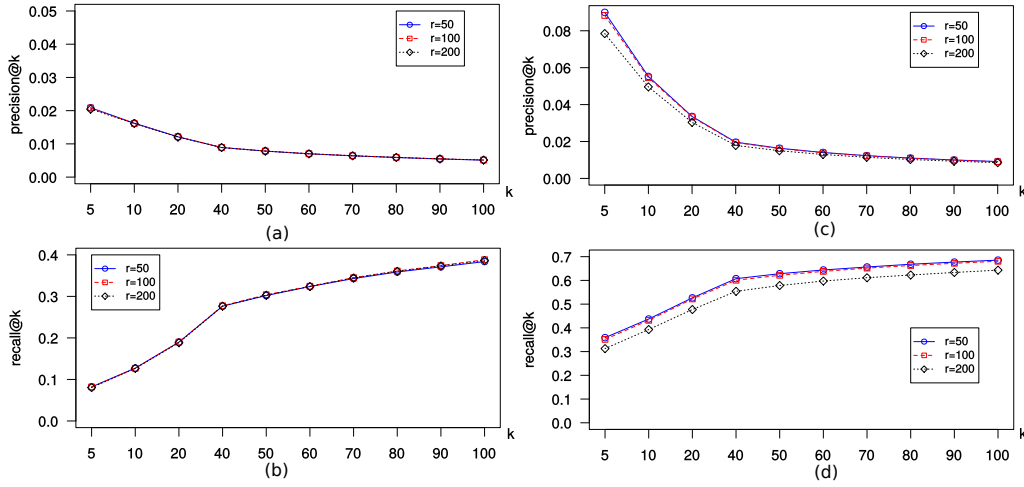 precision@k
0.05
0.04
0.03
0.02
0.01
0.00
r=50
r=100
r=200
5 10 20 40 50 60 70 80 90 100
k
(a)
precision@k
0.08
0.06
0.04
0.02
0.00
r=50
r=100
r=200
5 10 20 40 50 60 70 80 90 100
k
(c)
recall@k
0.4
0.3
0.2
0.1
0.0
r=50
r=100
r=200
5 10 20 40 50 60 70 80 90 100
k
(b)
recall@k
0.7
0.6
0.5
0.4
0.3
0.2
0.1
0.0
r=50
r=100
r=200
5 10 20 40 50 60 70 80 90 100
k
(d)